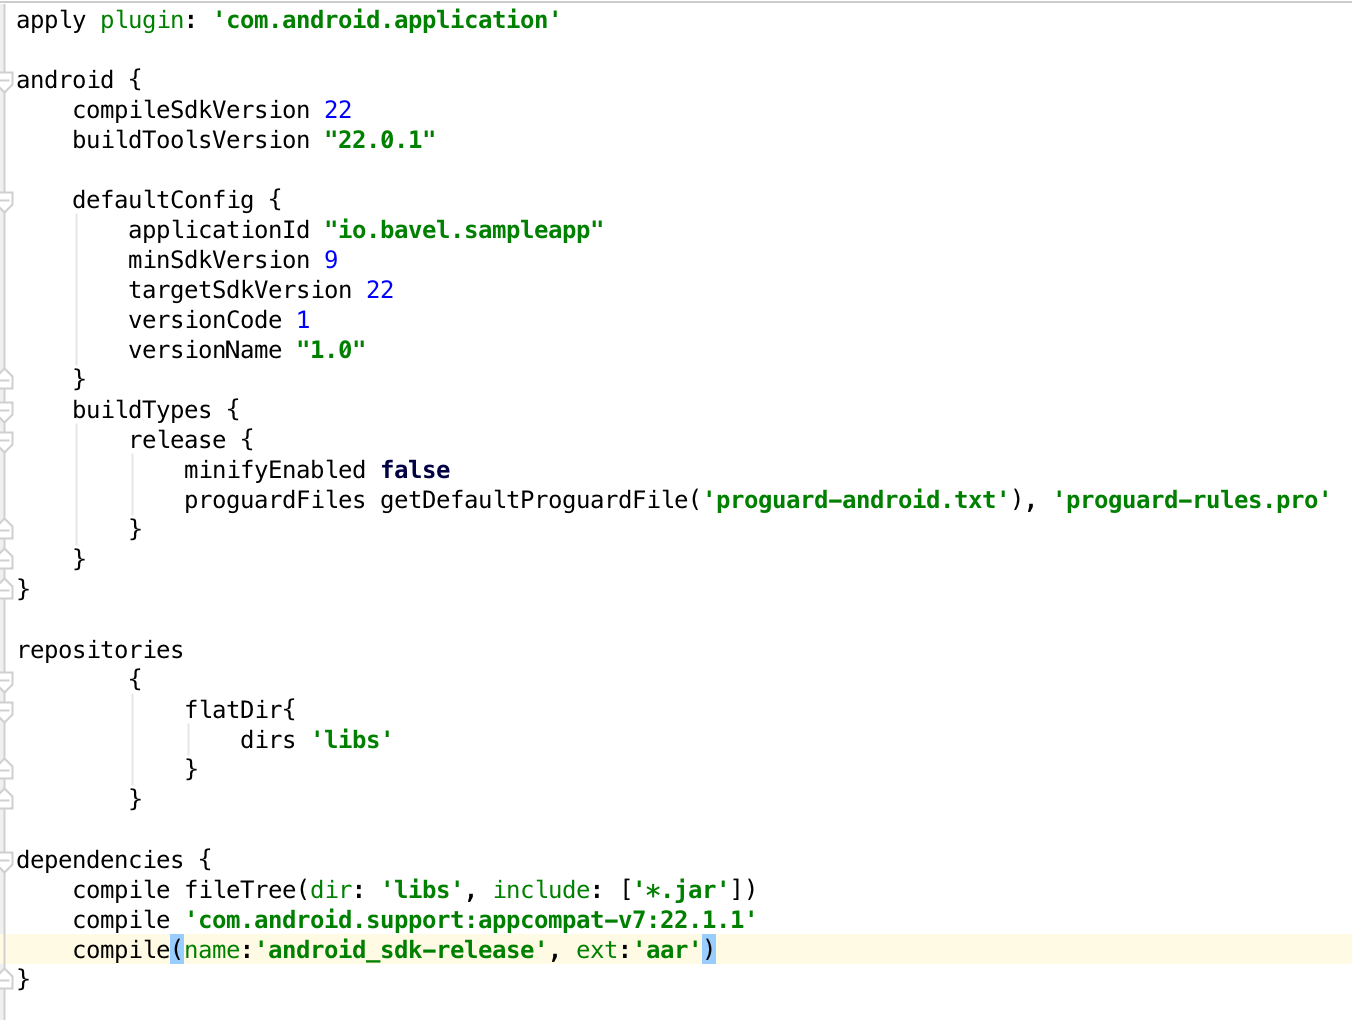 apply plugin: 'com.android.application'
android {
    compileSdkVersion 22
    buildToolsVersion "22.0.1"
    defaultConfig {
        applicationId "io.bavel.sampleapp"
        minSdkVersion 9
        targetSdkVersion 22
        versionCode 1
        versionName "1.0"
    }
    buildTypes {
        release {
            minifyEnabled false
            proguardFiles getDefaultProguardFile('proguard-android.txt'), 'proguard-rules.pro'
        }
    }
}
repositories
        {
            flatDir{
                dirs 'libs'
            }
        }
dependencies {
    compile fileTree(dir: 'libs', include: ['*.jar'])
    compile 'com.android.support:appcompat-v7:22.1.1'
    compile(name:'android_sdk-release', ext:'aar')
}